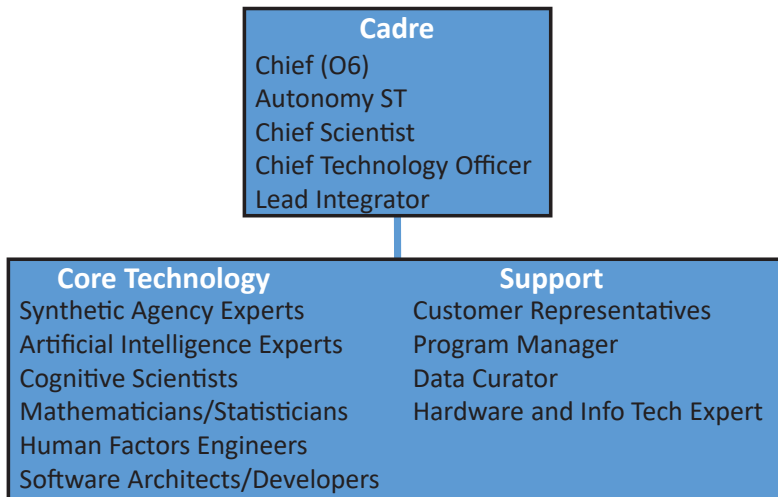 Cadre
Chief (O6)
Autonomy ST
Chief Scientist
Chief Technology Officer
Lead Integrator
Core Technology
Synthetic Agency Experts
Artificial Intelligence Experts
Cognitive Scientists
Mathematicians/Statisticians
Human Factors Engineers
Software Architects/Developers
Support
Customer Representatives
Program Manager
Data Curator
Hardware and Info Tech Expert